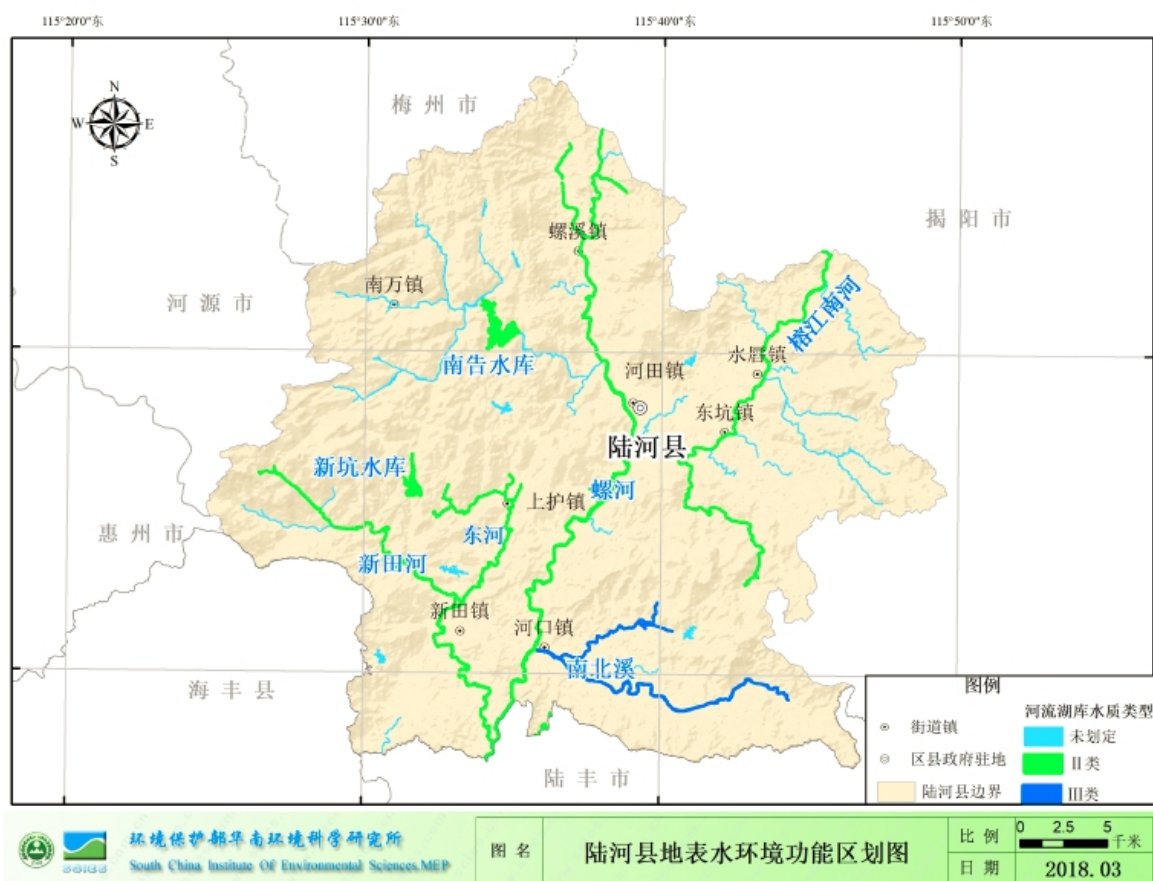 115°20'0"东
115°30'0"东
115°40'0"东
115°50'0"东
N
W
E
S
梅州市
揭阳市
河源市
惠州市
海丰县
陆丰市
螺溪镇
南万镇
榕江南河
水唇镇
南告水库
河田镇
东坑镇
陆河县
新坑水库
螺河
上护镇
东河
新田河
新田镇
河口镇
南北溪
图例
河流湖库水质类型
街道镇
未划定
区县政府驻地
Ⅱ类
陆河县边界
Ⅲ类
环境保护部华南环境科学研究所
South China Institute Of Environmental Sciences.MEP
图名
陆河县地表水环境功能区划图
比例
0 2.5 5
千米
日期
2018.03